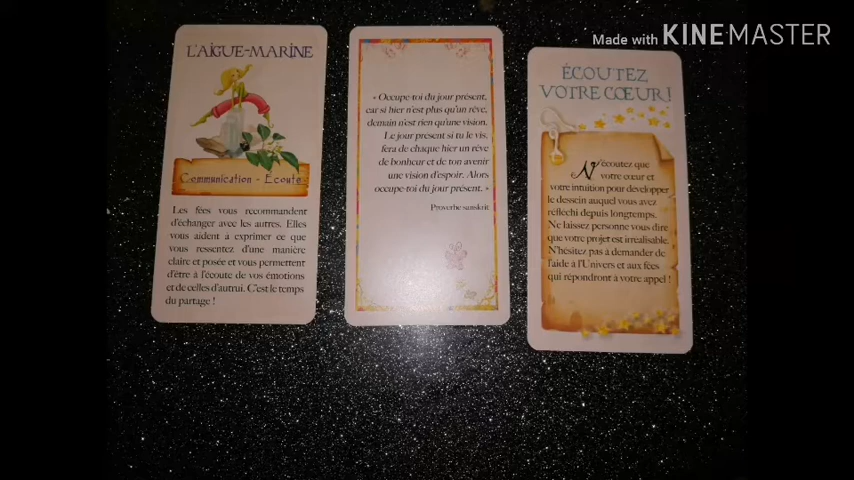 Made with KINEMASTER
L'AIGUE-MARINE
Communication - Ecoute
Les fées vous recommandent
d'échanger avec les autres. Elles
vous aident à exprimer ce que
vous ressentez d'une manière
claire et posée et vous permettent
d'être à l'écoute de vos émotions
et de celles d'autrui. C'est le temps
du partage !
« Occupe-toi du jour présent,
car si hier n'est plus qu'un rêve,
demain n'est rien qu'une vision.
Le jour présent si tu le vis,
fera de chaque hier un rêve
de bonheur et de ton avenir
une vision d'espoir. Alors
occupe-toi du jour présent. »
Proverbe sanskrit
ÉCOUTEZ
VOTRE CŒUR !
N'écoutez que
votre cœur et
votre intuition pour développer
le dessein auquel vous avez
réfléchi depuis longtemps.
Ne laissez personne vous dire
que votre projet est irréalisable.
N'hésitez pas à demander de
l'aide à l'Univers et aux fées
qui répondront à votre appel !